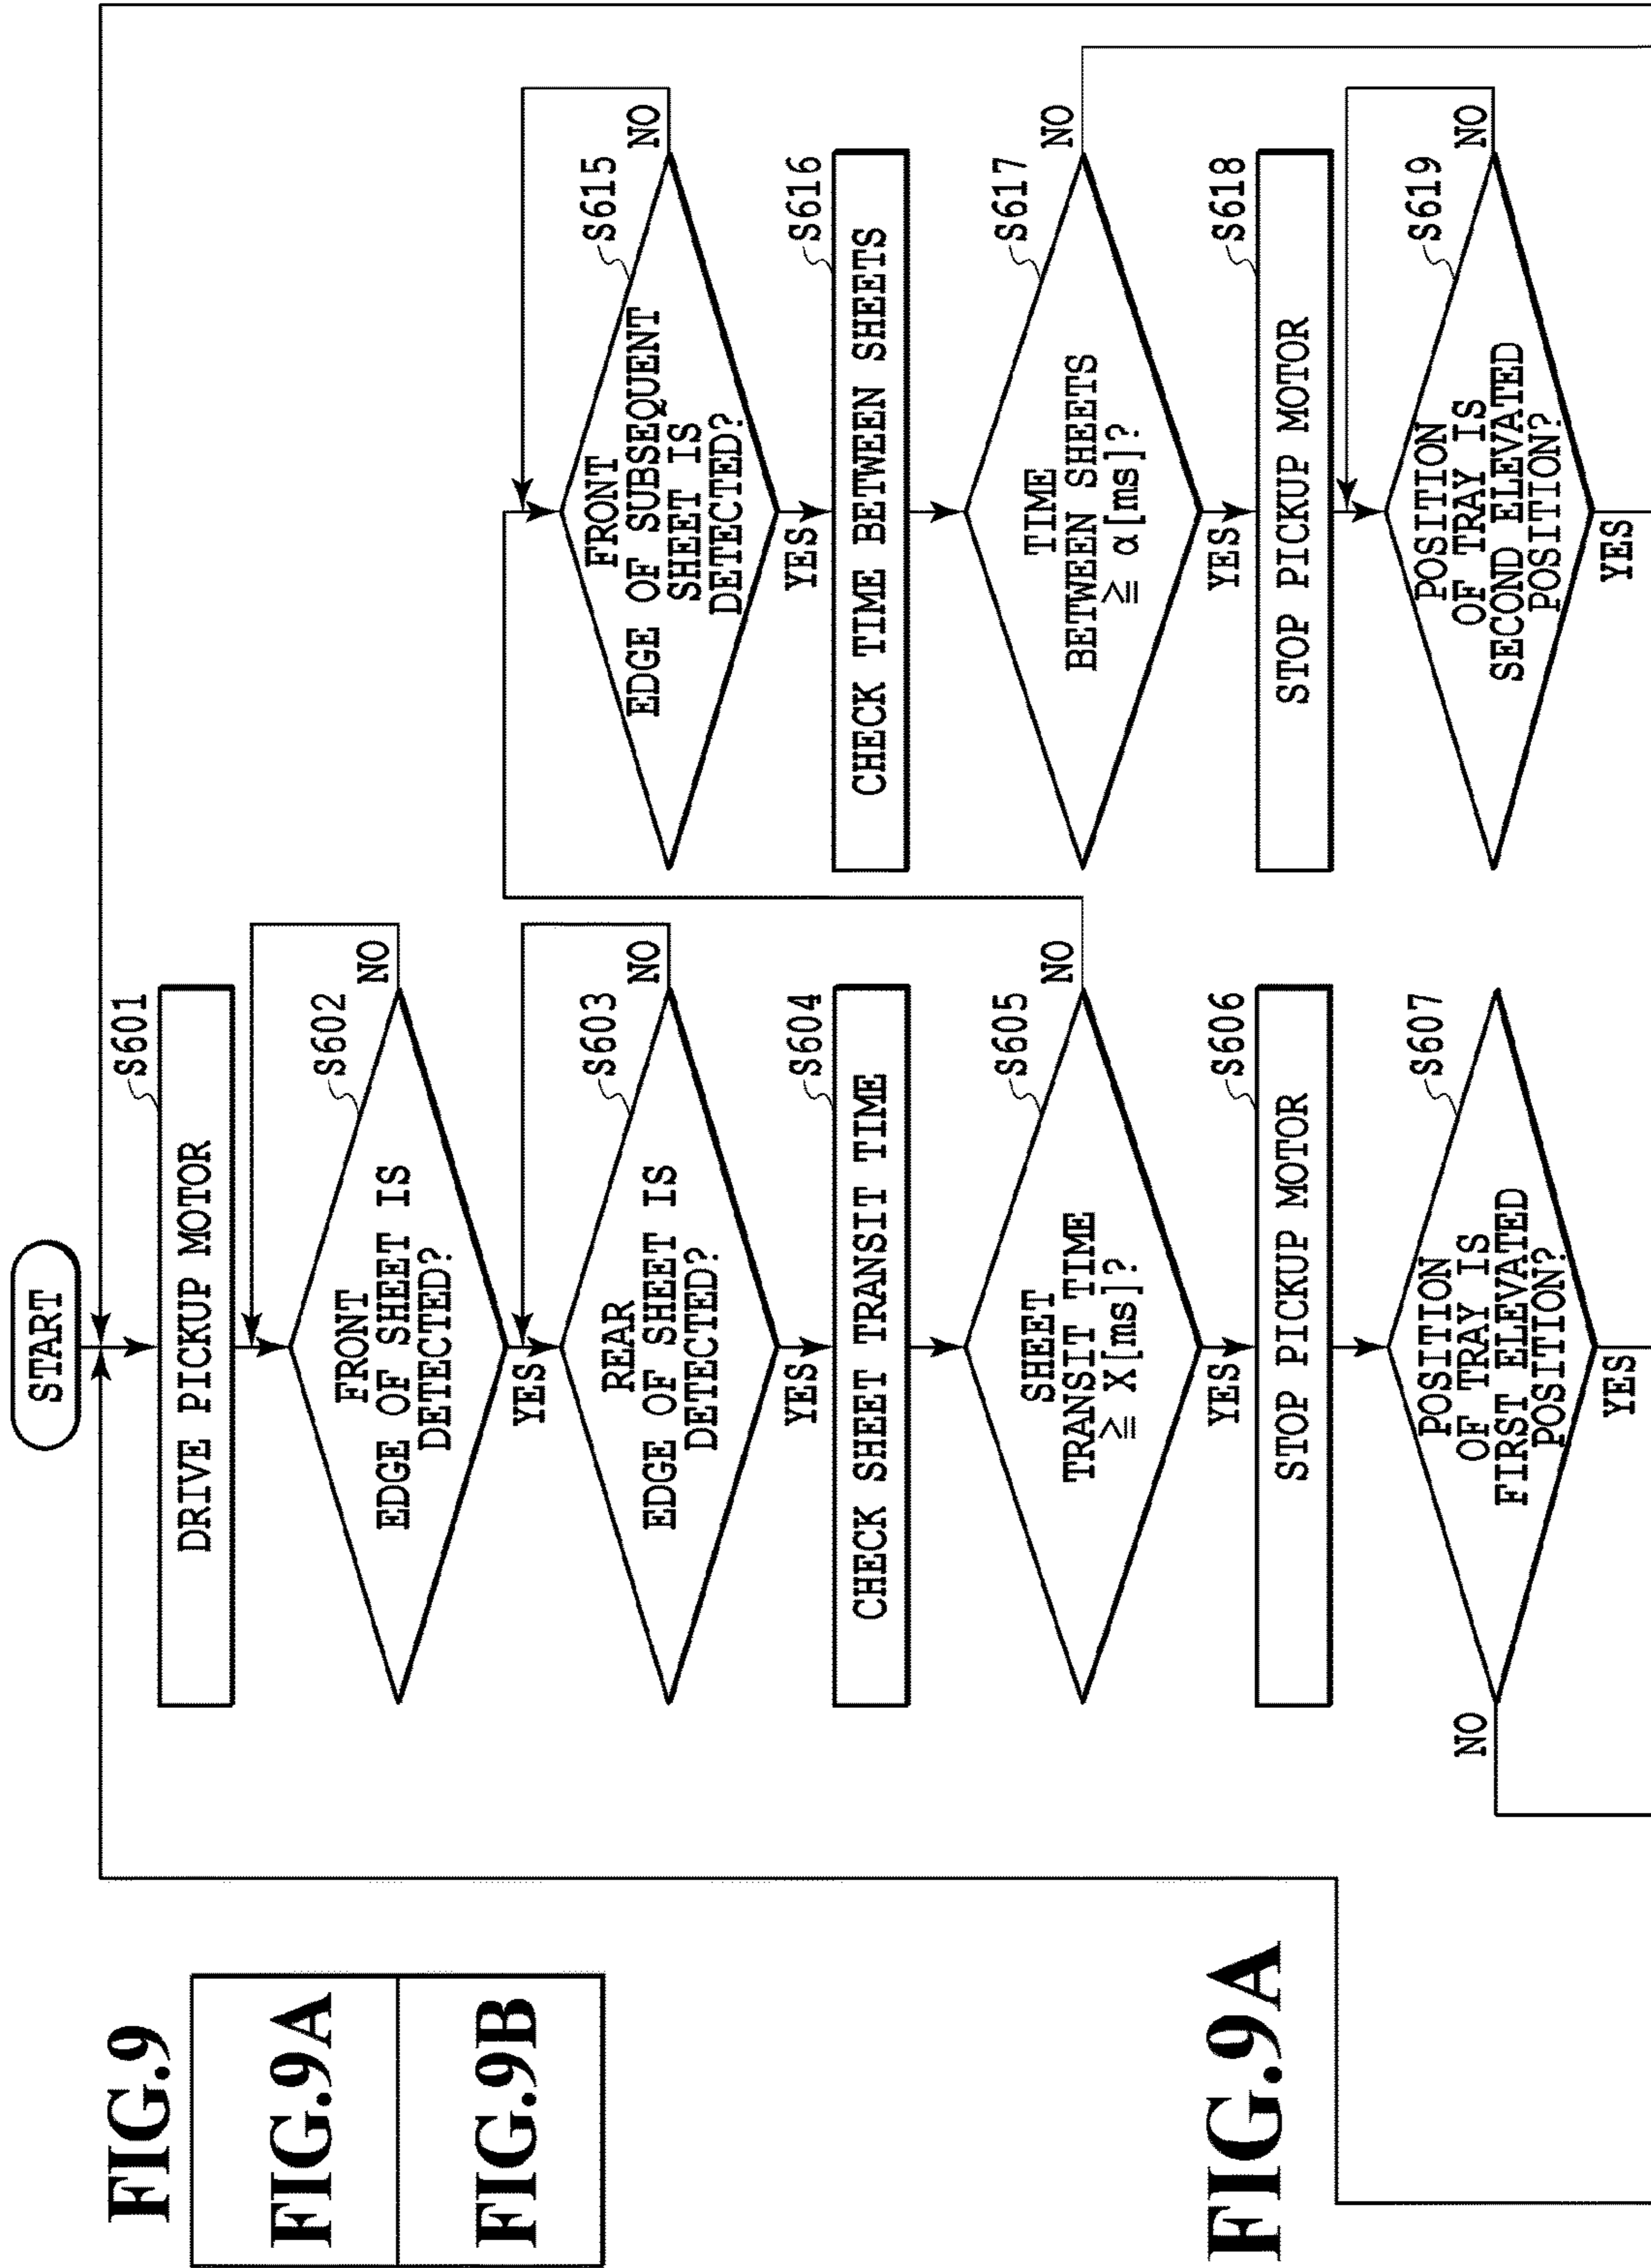 FIG.9
FIG.9A
FIG.9B
FIG.9A
START
S601
DRIVE PICKUP MOTOR
S602
FRONT
EDGE OF SHEET IS
DETECTED?
NO
YES
S603
REAR
EDGE OF SHEET IS
DETECTED?
NO
YES
S604
CHECK SHEET TRANSIT TIME
S605
SHEET
TRANSIT TIME
≧ X[ms]?
NO
YES
S606
STOP PICKUP MOTOR
S607
POSITION
OF TRAY IS
FIRST ELEVATED
POSITION?
NO
YES
S615
FRONT
EDGE OF SUBSEQUENT
SHEET IS
DETECTED?
NO
YES
S616
CHECK TIME BETWEEN SHEETS
S617
TIME
BETWEEN SHEETS
≧ α[ms]?
NO
YES
S618
STOP PICKUP MOTOR
S619
POSITION
OF TRAY IS
SECOND ELEVATED
POSITION?
NO
YES